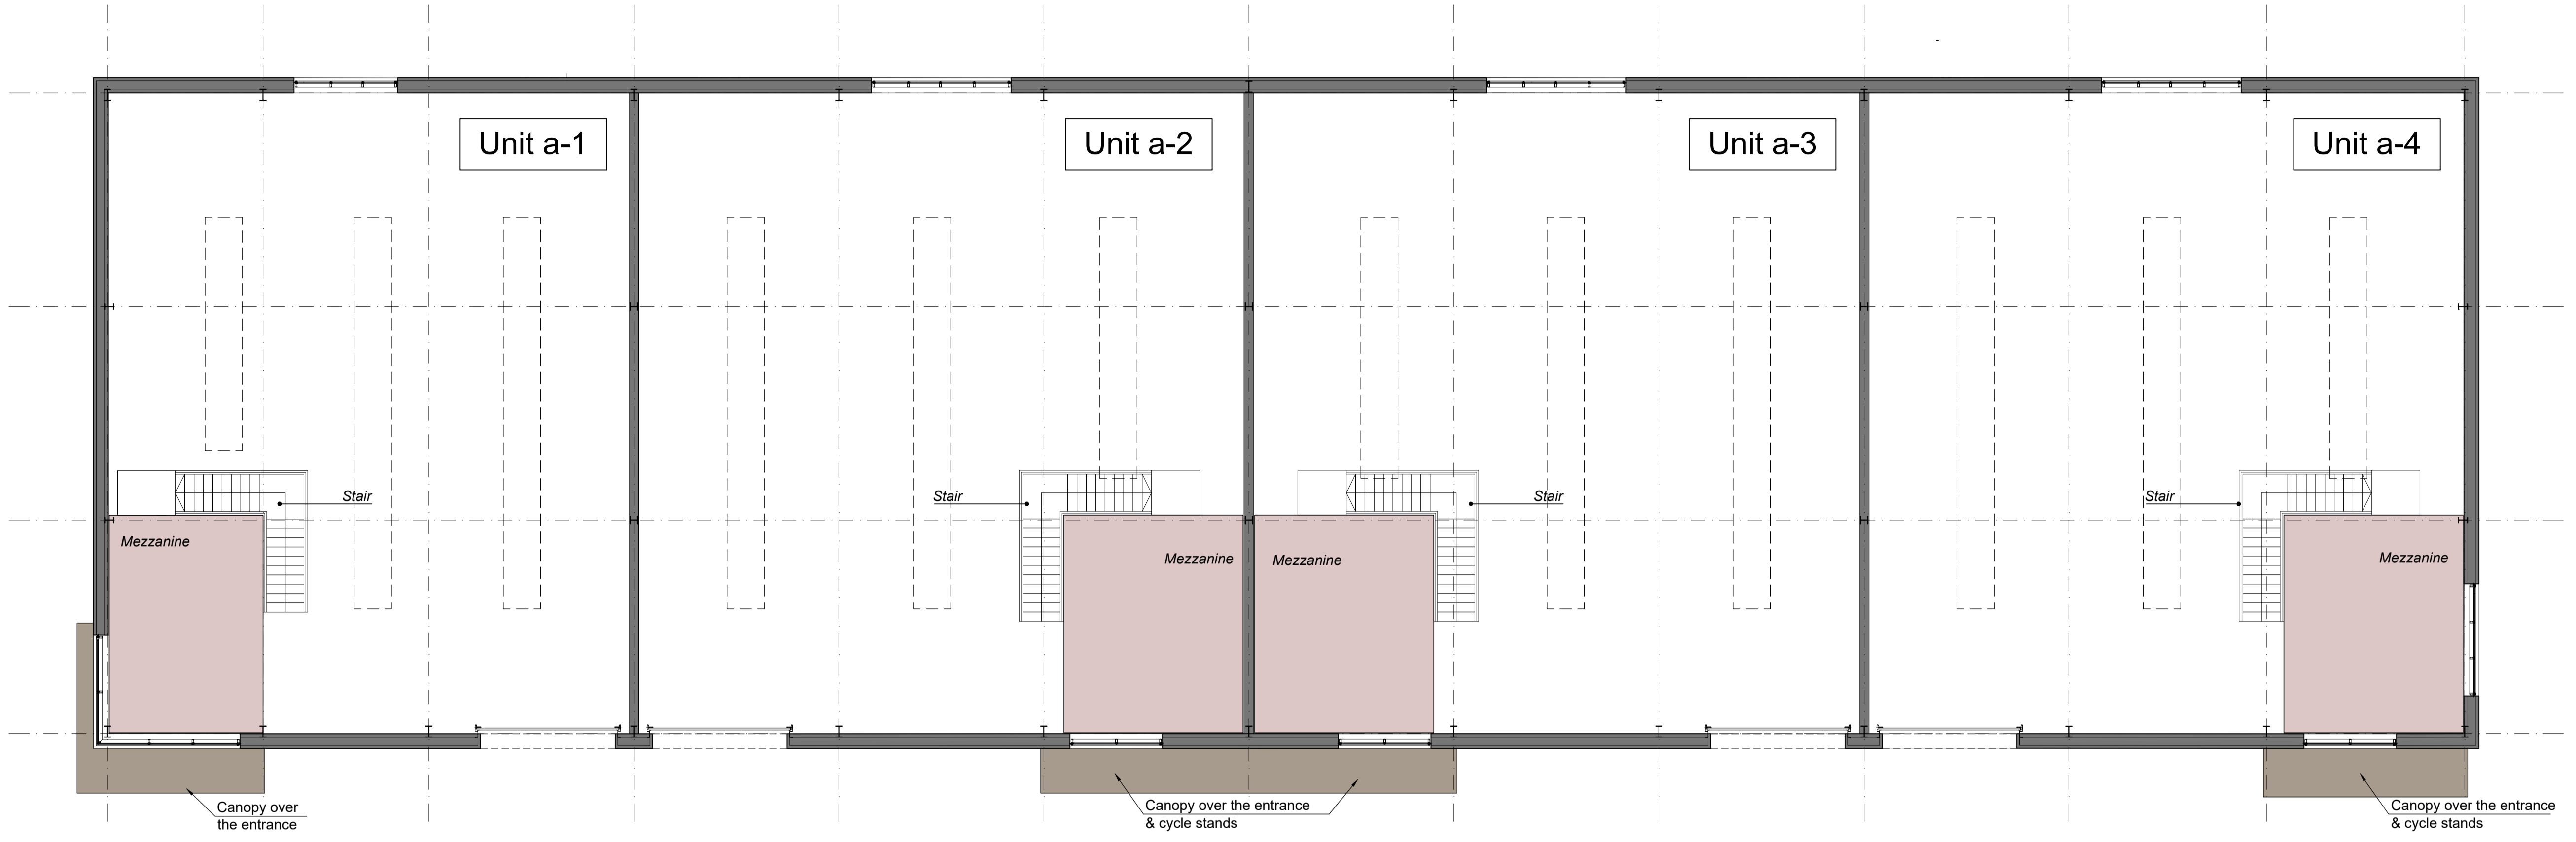 Unit a-1
Unit a-2
Unit a-3
Unit a-4
Stair
Stair
Stair
Stair
Mezzanine
Mezzanine
Mezzanine
Mezzanine
Canopy over
the entrance
Canopy over the entrance
& cycle stands
Canopy over the entrance
& cycle stands